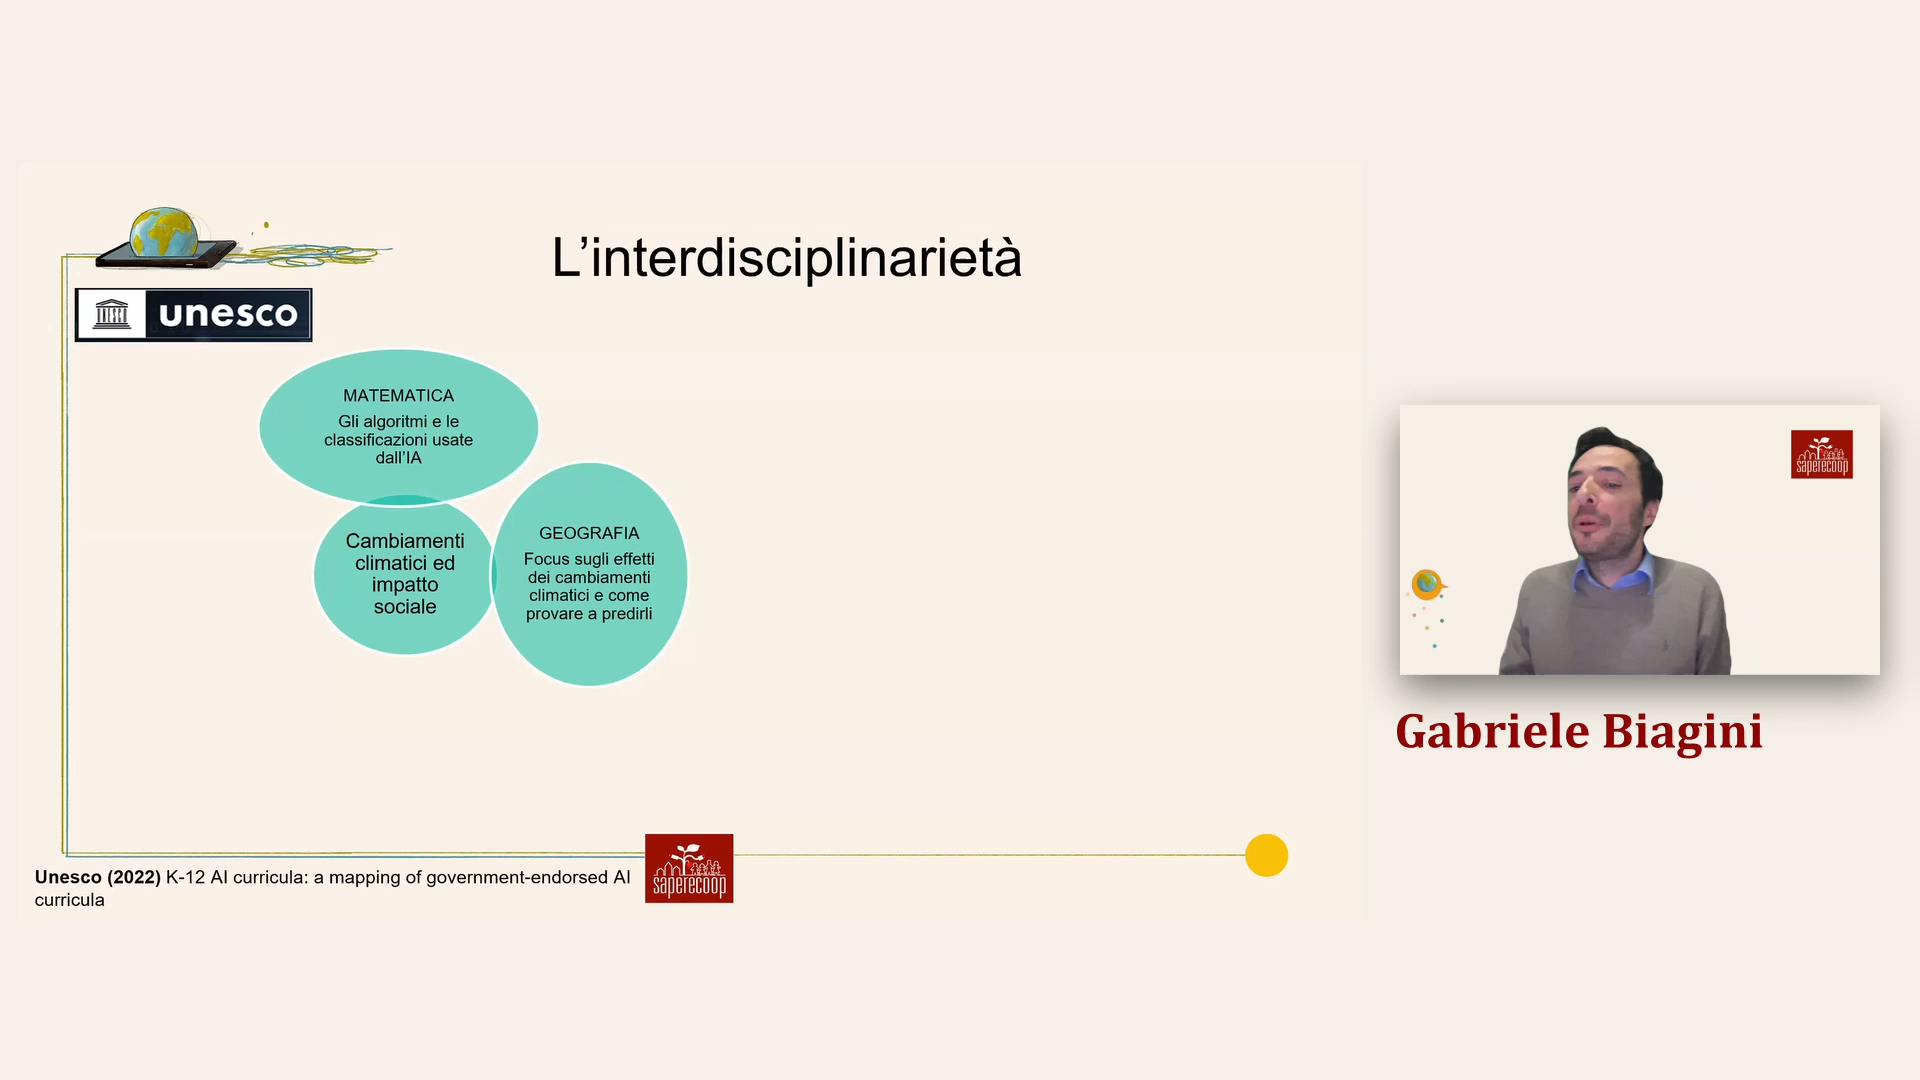 L’interdisciplinarietà
UNESCO
unesco
MATEMATICA
Gli algoritmi e le
classificazioni usate
dall’IA
Cambiamenti
climatici ed
impatto
sociale
GEOGRAFIA
Focus sugli effetti
dei cambiamenti
climatici e come
provare a predirli
saperecoop
Unesco (2022) K-12 AI curricula: a mapping of government-endorsed AI
curricula
saperecoop
Gabriele Biagini